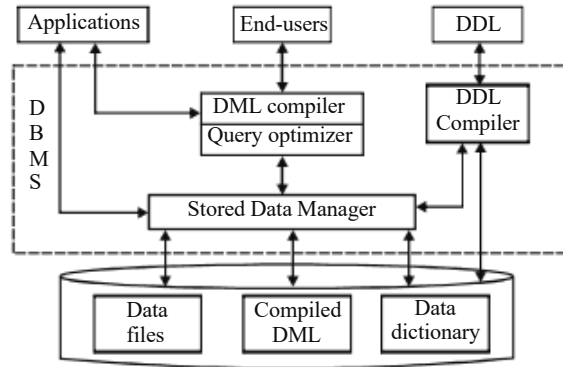 Applications
End-users
DDL
D
B
M
S
DML compiler
Query optimizer
DDL
Compiler
Stored Data Manager
Data
files
Compiled
DML
Data
dictionary